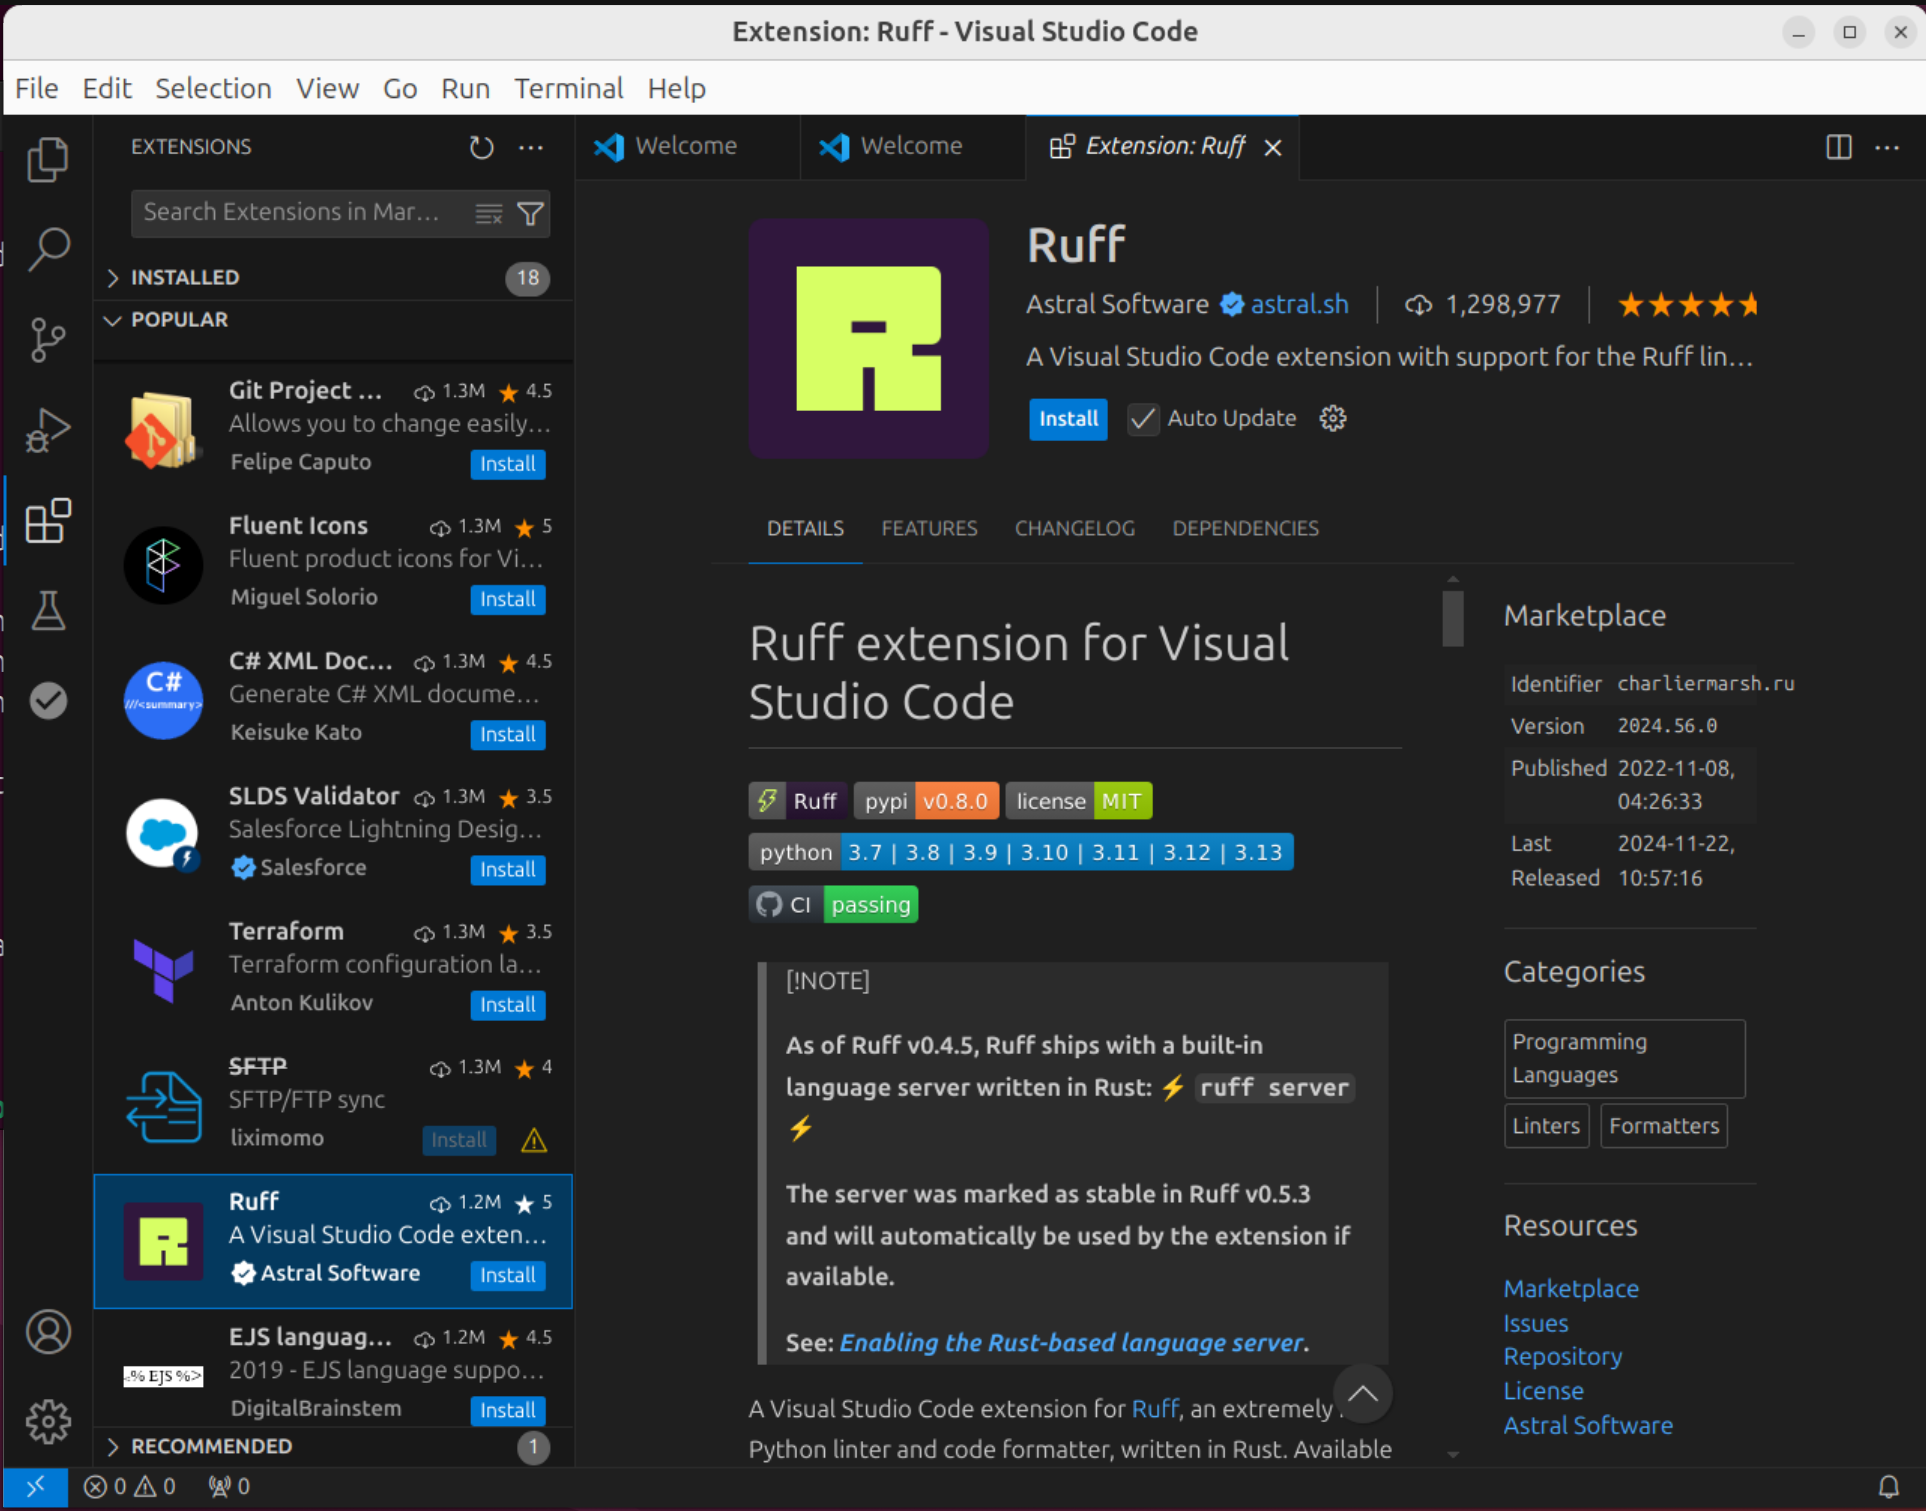 Extension: Ruff - Visual Studio Code
File Edit Selection View Go Run Terminal Help
EXTENSIONS
Search Extensions in Mar...
INSTALLED 18
POPULAR
Git Project ... 1.3M 4.5
Allows you to change easily...
Felipe Caputo Install
Fluent Icons 1.3M 5
Fluent product icons for Vi...
Miguel Solorio Install
C#
///<summary>
C# XML Doc... 1.3M 4.5
Generate C# XML docume...
Keisuke Kato Install
SLDS Validator 1.3M 3.5
Salesforce Lightning Desig...
Salesforce Install
Terraform 1.3M 3.5
Terraform configuration la...
Anton Kulikov Install
SFTP 1.3M 4
SFTP/FTP sync
liximomo Install
Ruff 1.2M 5
A Visual Studio Code exten...
Astral Software Install
<% EJS %>
EJS languag... 1.2M 4.5
2019 - EJS language suppo...
DigitalBrainstem Install
RECOMMENDED 1
Welcome Welcome Extension: Ruff
R
Ruff
Astral Software astral.sh 1,298,977
A Visual Studio Code extension with support for the Ruff lin...
Install Auto Update
DETAILS FEATURES CHANGELOG DEPENDENCIES
Ruff extension for Visual
Studio Code
Ruff pypi v0.8.0 license MIT
python 3.7 | 3.8 | 3.9 | 3.10 | 3.11 | 3.12 | 3.13
CI passing
[!NOTE]
As of Ruff v0.4.5, Ruff ships with a built-in
language server written in Rust: ⚡ ruff server
⚡
The server was marked as stable in Ruff v0.5.3
and will automatically be used by the extension if
available.
See: Enabling the Rust-based language server.
A Visual Studio Code extension for Ruff, an extremely
Python linter and code formatter, written in Rust. Available
Marketplace
Identifier charliermarsh.ru
Version 2024.56.0
Published 2022-11-08,
04:26:33
Last 2024-11-22,
Released 10:57:16
Categories
Programming
Languages
Linters Formatters
Resources
Marketplace
Issues
Repository
License
Astral Software
0 0 0